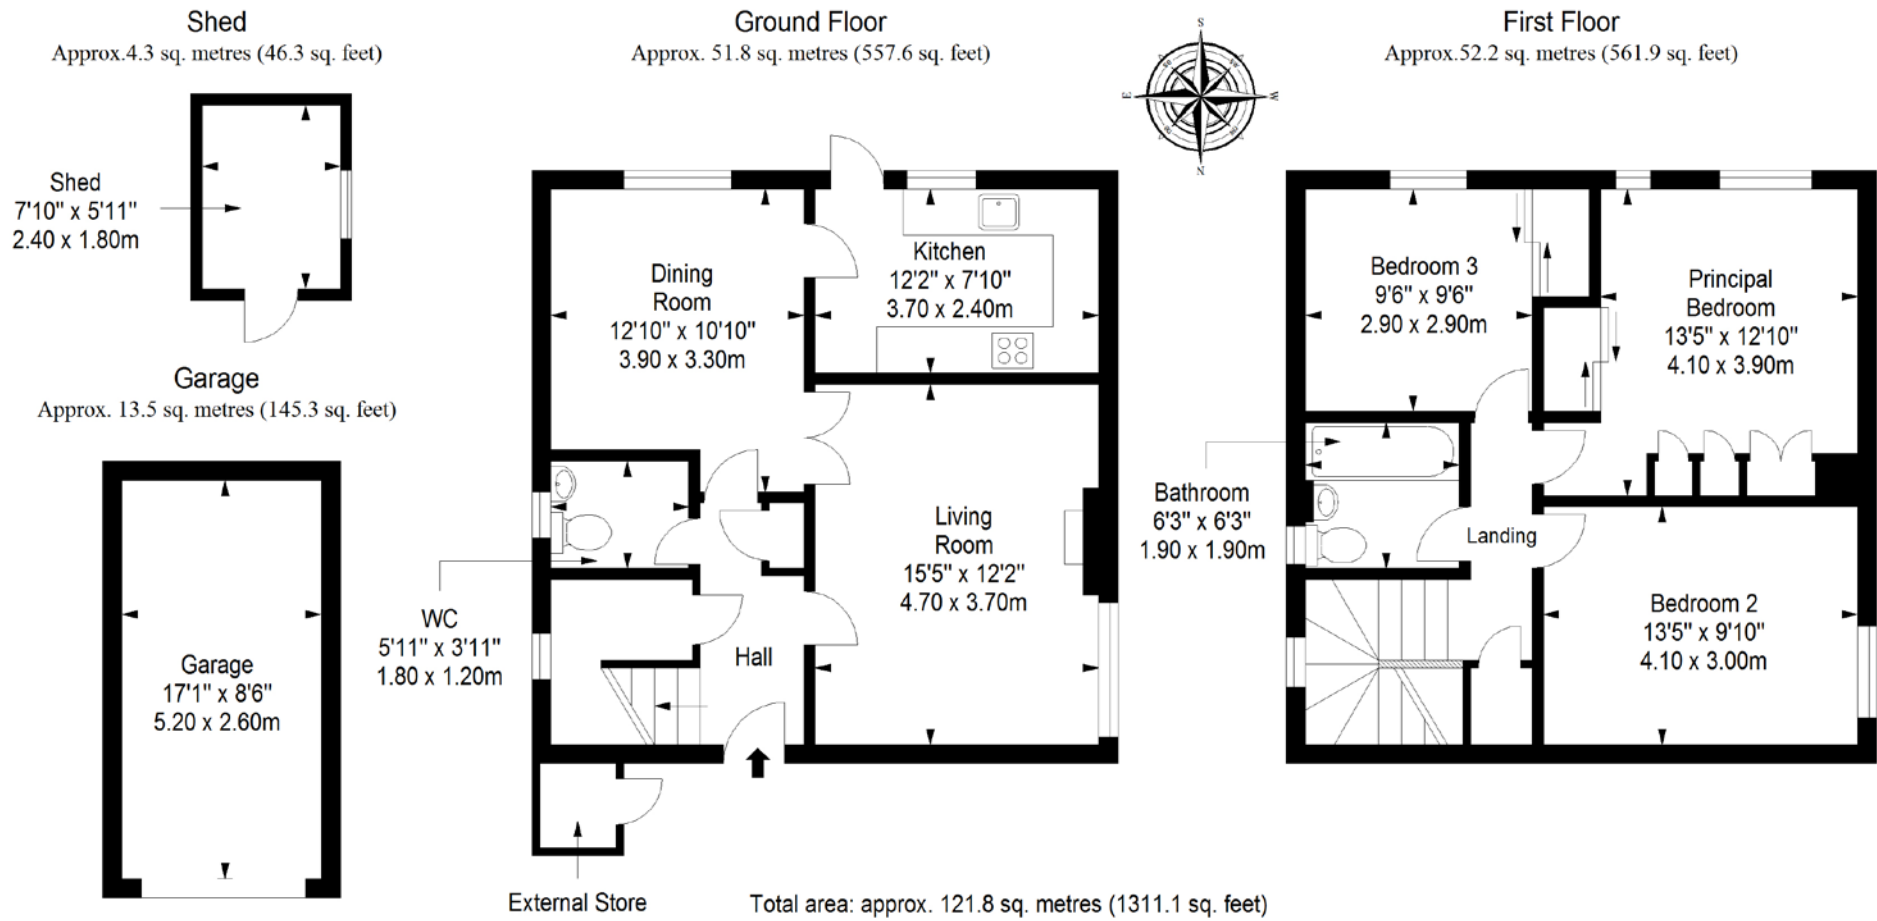 Shed
Approx.4.3 sq. metres (46.3 sq. feet)
Shed
7'10" x 5'11"
2.40 x 1.80m
Garage
Approx. 13.5 sq. metres (145.3 sq. feet)
Garage
17'1" x 8'6"
5.20 x 2.60m
Ground Floor
Approx. 51.8 sq. metres (557.6 sq. feet)
Dining
Room
12'10" x 10'10"
3.90 x 3.30m
Kitchen
12'2" x 7'10"
3.70 x 2.40m
Living
Room
15'5" x 12'2"
4.70 x 3.70m
WC
5'11" x 3'11"
1.80 x 1.20m
Hall
External Store
S
E
W
N
First Floor
Approx.52.2 sq. metres (561.9 sq. feet)
Bedroom 3
9'6" x 9'6"
2.90 x 2.90m
Principal
Bedroom
13'5" x 12'10"
4.10 x 3.90m
Bathroom
6'3" x 6'3"
1.90 x 1.90m
Landing
Bedroom 2
13'5" x 9'10"
4.10 x 3.00m
Total area: approx. 121.8 sq. metres (1311.1 sq. feet)